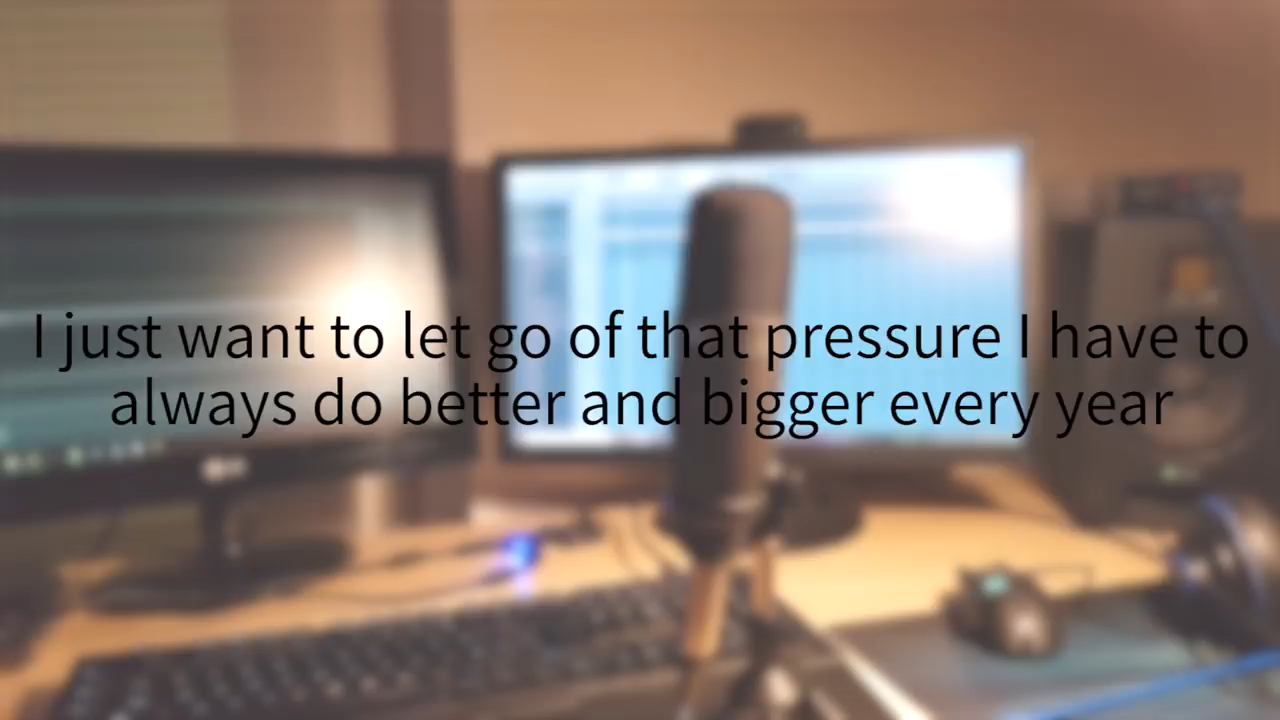 I just want to let go of that pressure I have to
always do better and bigger every year